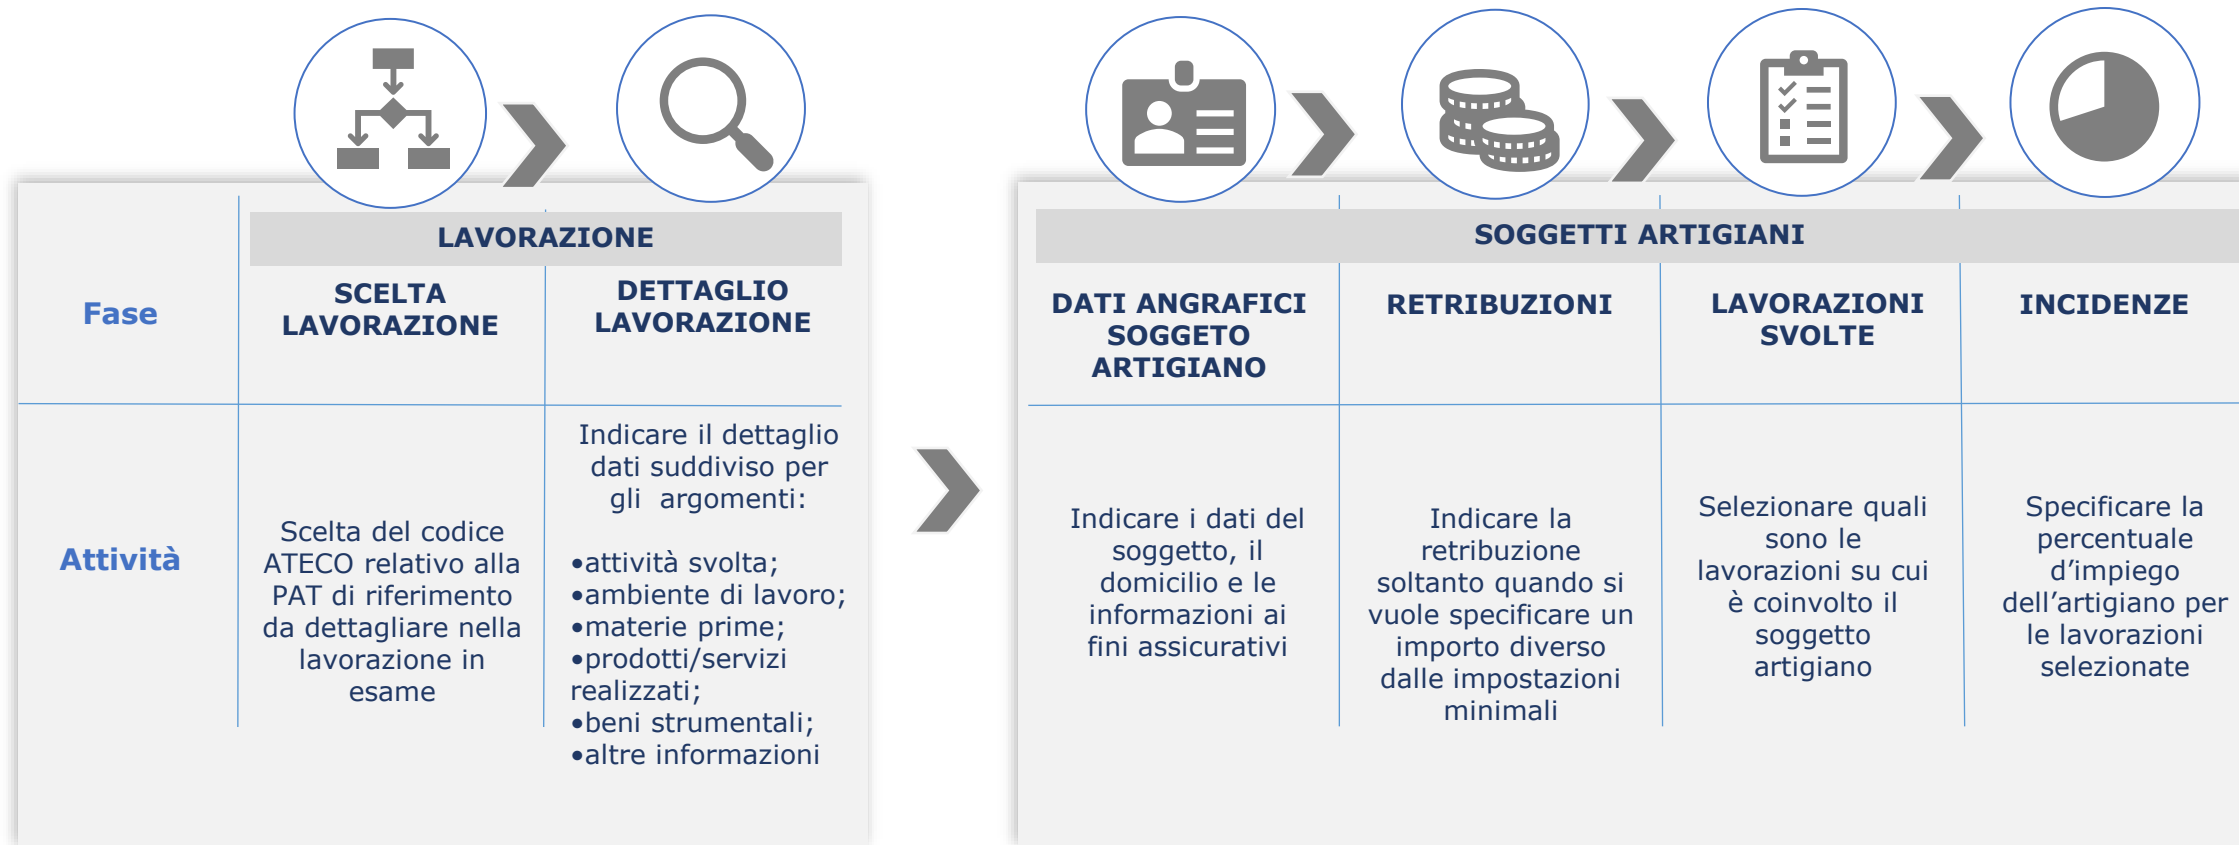 LAVORAZIONE
Fase
SCELTA
LAVORAZIONE
DETTAGLIO
LAVORAZIONE
Attività
Scelta del codice
ATECO relativo alla
PAT di riferimento
da dettagliare nella
lavorazione in
esame
Indicare il dettaglio
dati suddiviso per
gli argomenti:
•attività svolta;
•ambiente di lavoro;
•materie prime;
•prodotti/servizi
realizzati;
•beni strumentali;
•altre informazioni
SOGGETTI ARTIGIANI
DATI ANGRAFICI
SOGGETO
ARTIGIANO
RETRIBUZIONI
LAVORAZIONI
SVOLTE
INCIDENZE
Indicare i dati del
soggetto, il
domicilio e le
informazioni ai
fini assicurativi
Indicare la
retribuzione
soltanto quando si
vuole specificare un
importo diverso
dalle impostazioni
minimali
Selezionare quali
sono le
lavorazioni su cui
è coinvolto il
soggetto
artigiano
Specificare la
percentuale
d’impiego
dell’artigiano per
le lavorazioni
selezionate